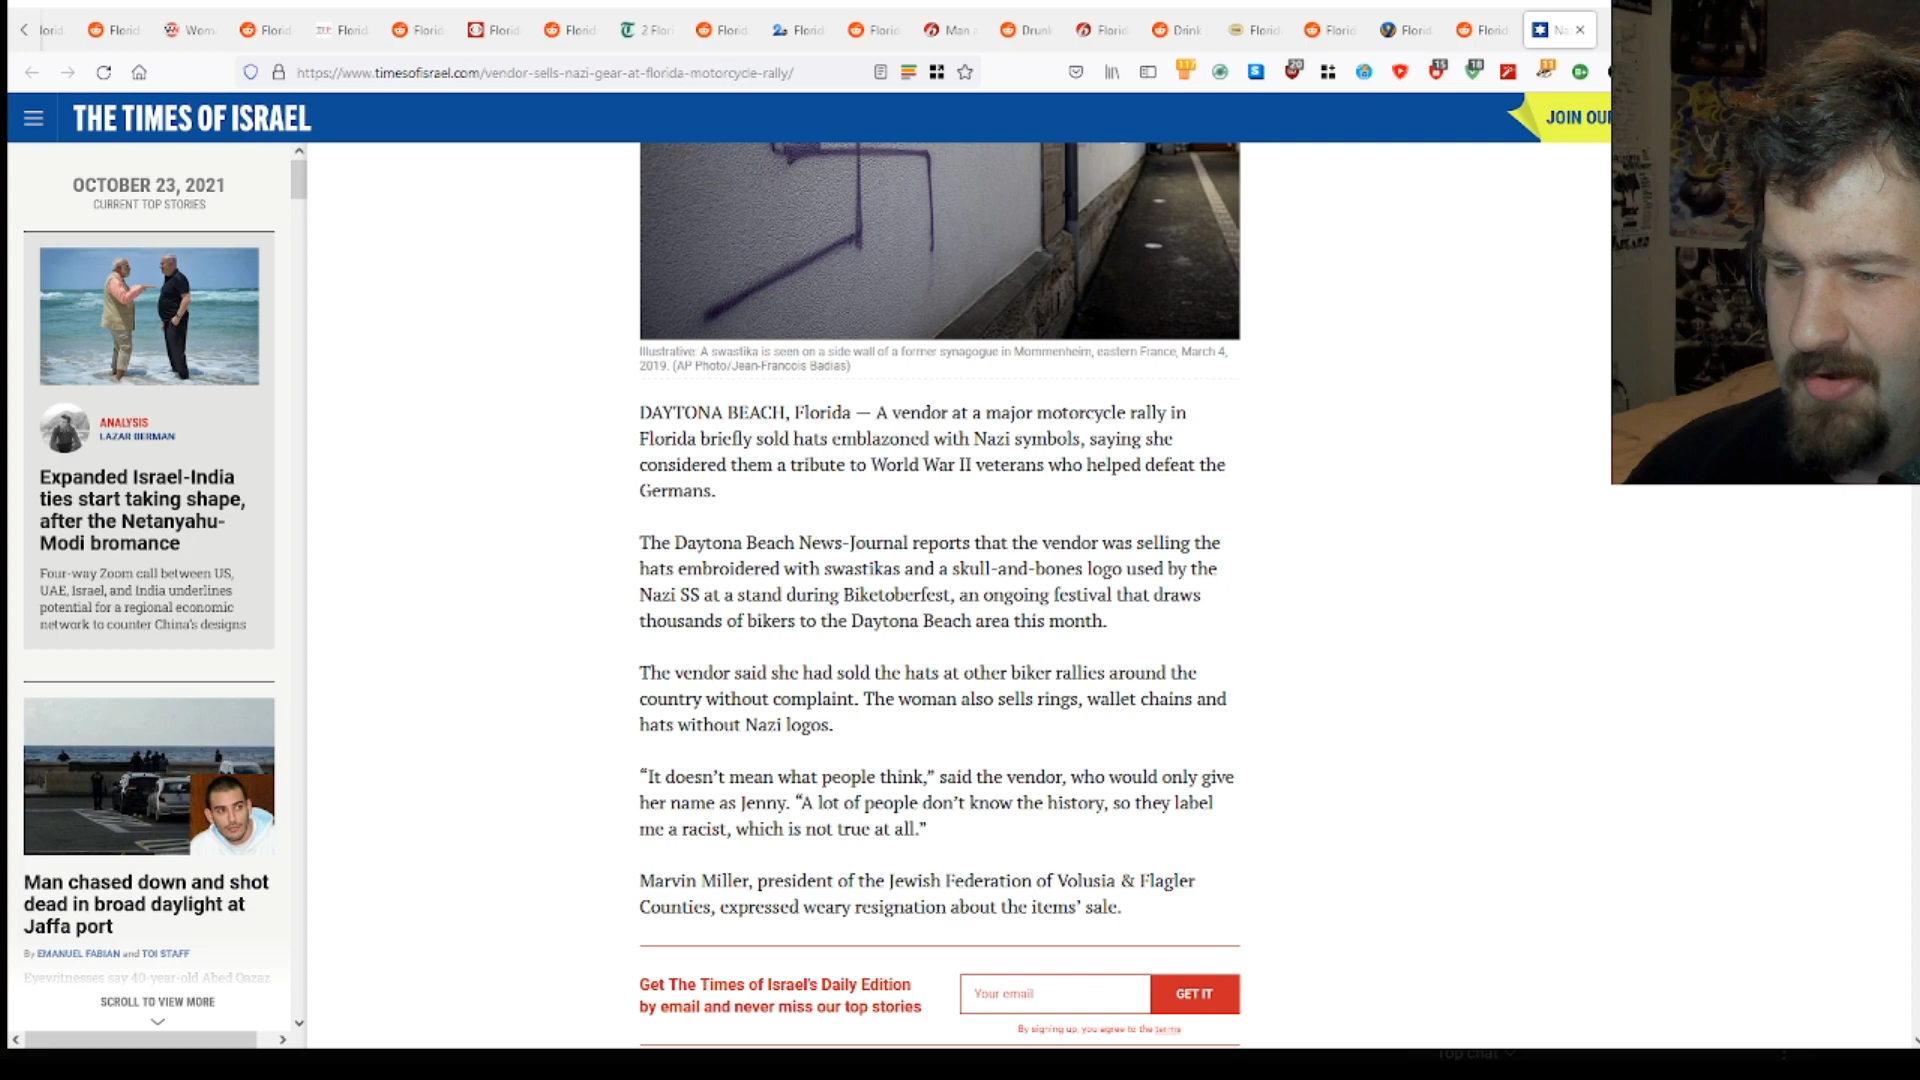 lorid
Florid
Wom
Florid
Florid
Florid
Florid
Florid
2 Flori
Florid
Florid
Florid
Man a
Drunk
Florid
Drink
Florid
Florid
Florid
Florid
https://www.timesofisrael.com/vendor-sells-nazi-gear-at-florida-motorcycle-rally/
THE TIMES OF ISRAEL
JOIN OUR
OCTOBER 23, 2021
CURRENT TOP STORIES
ANALYSIS
LAZAR BERMAN
Expanded Israel-India
ties start taking shape,
after the Netanyahu-
Modi bromance
Four-way Zoom call between US,
UAE, Israel, and India underlines
potential for a regional economic
network to counter China's designs
Man chased down and shot
dead in broad daylight at
Jaffa port
By EMANUEL FABIAN and TOI STAFF
Eyewitnesses say 40-year-old Abed Qazaz
SCROLL TO VIEW MORE
Illustrative: A swastika is seen on a side wall of a former synagogue in Mommenheim, eastern France, March 4,
2019. (AP Photo/Jean-Francois Badias)
DAYTONA BEACH, Florida — A vendor at a major motorcycle rally in
Florida briefly sold hats emblazoned with Nazi symbols, saying she
considered them a tribute to World War II veterans who helped defeat the
Germans.
The Daytona Beach News-Journal reports that the vendor was selling the
hats embroidered with swastikas and a skull-and-bones logo used by the
Nazi SS at a stand during Biketoberfest, an ongoing festival that draws
thousands of bikers to the Daytona Beach area this month.
The vendor said she had sold the hats at other biker rallies around the
country without complaint. The woman also sells rings, wallet chains and
hats without Nazi logos.
“It doesn’t mean what people think,” said the vendor, who would only give
her name as Jenny. “A lot of people don’t know the history, so they label
me a racist, which is not true at all.”
Marvin Miller, president of the Jewish Federation of Volusia & Flagler
Counties, expressed weary resignation about the items’ sale.
Get The Times of Israel's Daily Edition
by email and never miss our top stories
Your email
GET IT
By signing up, you agree to the terms
Top chat